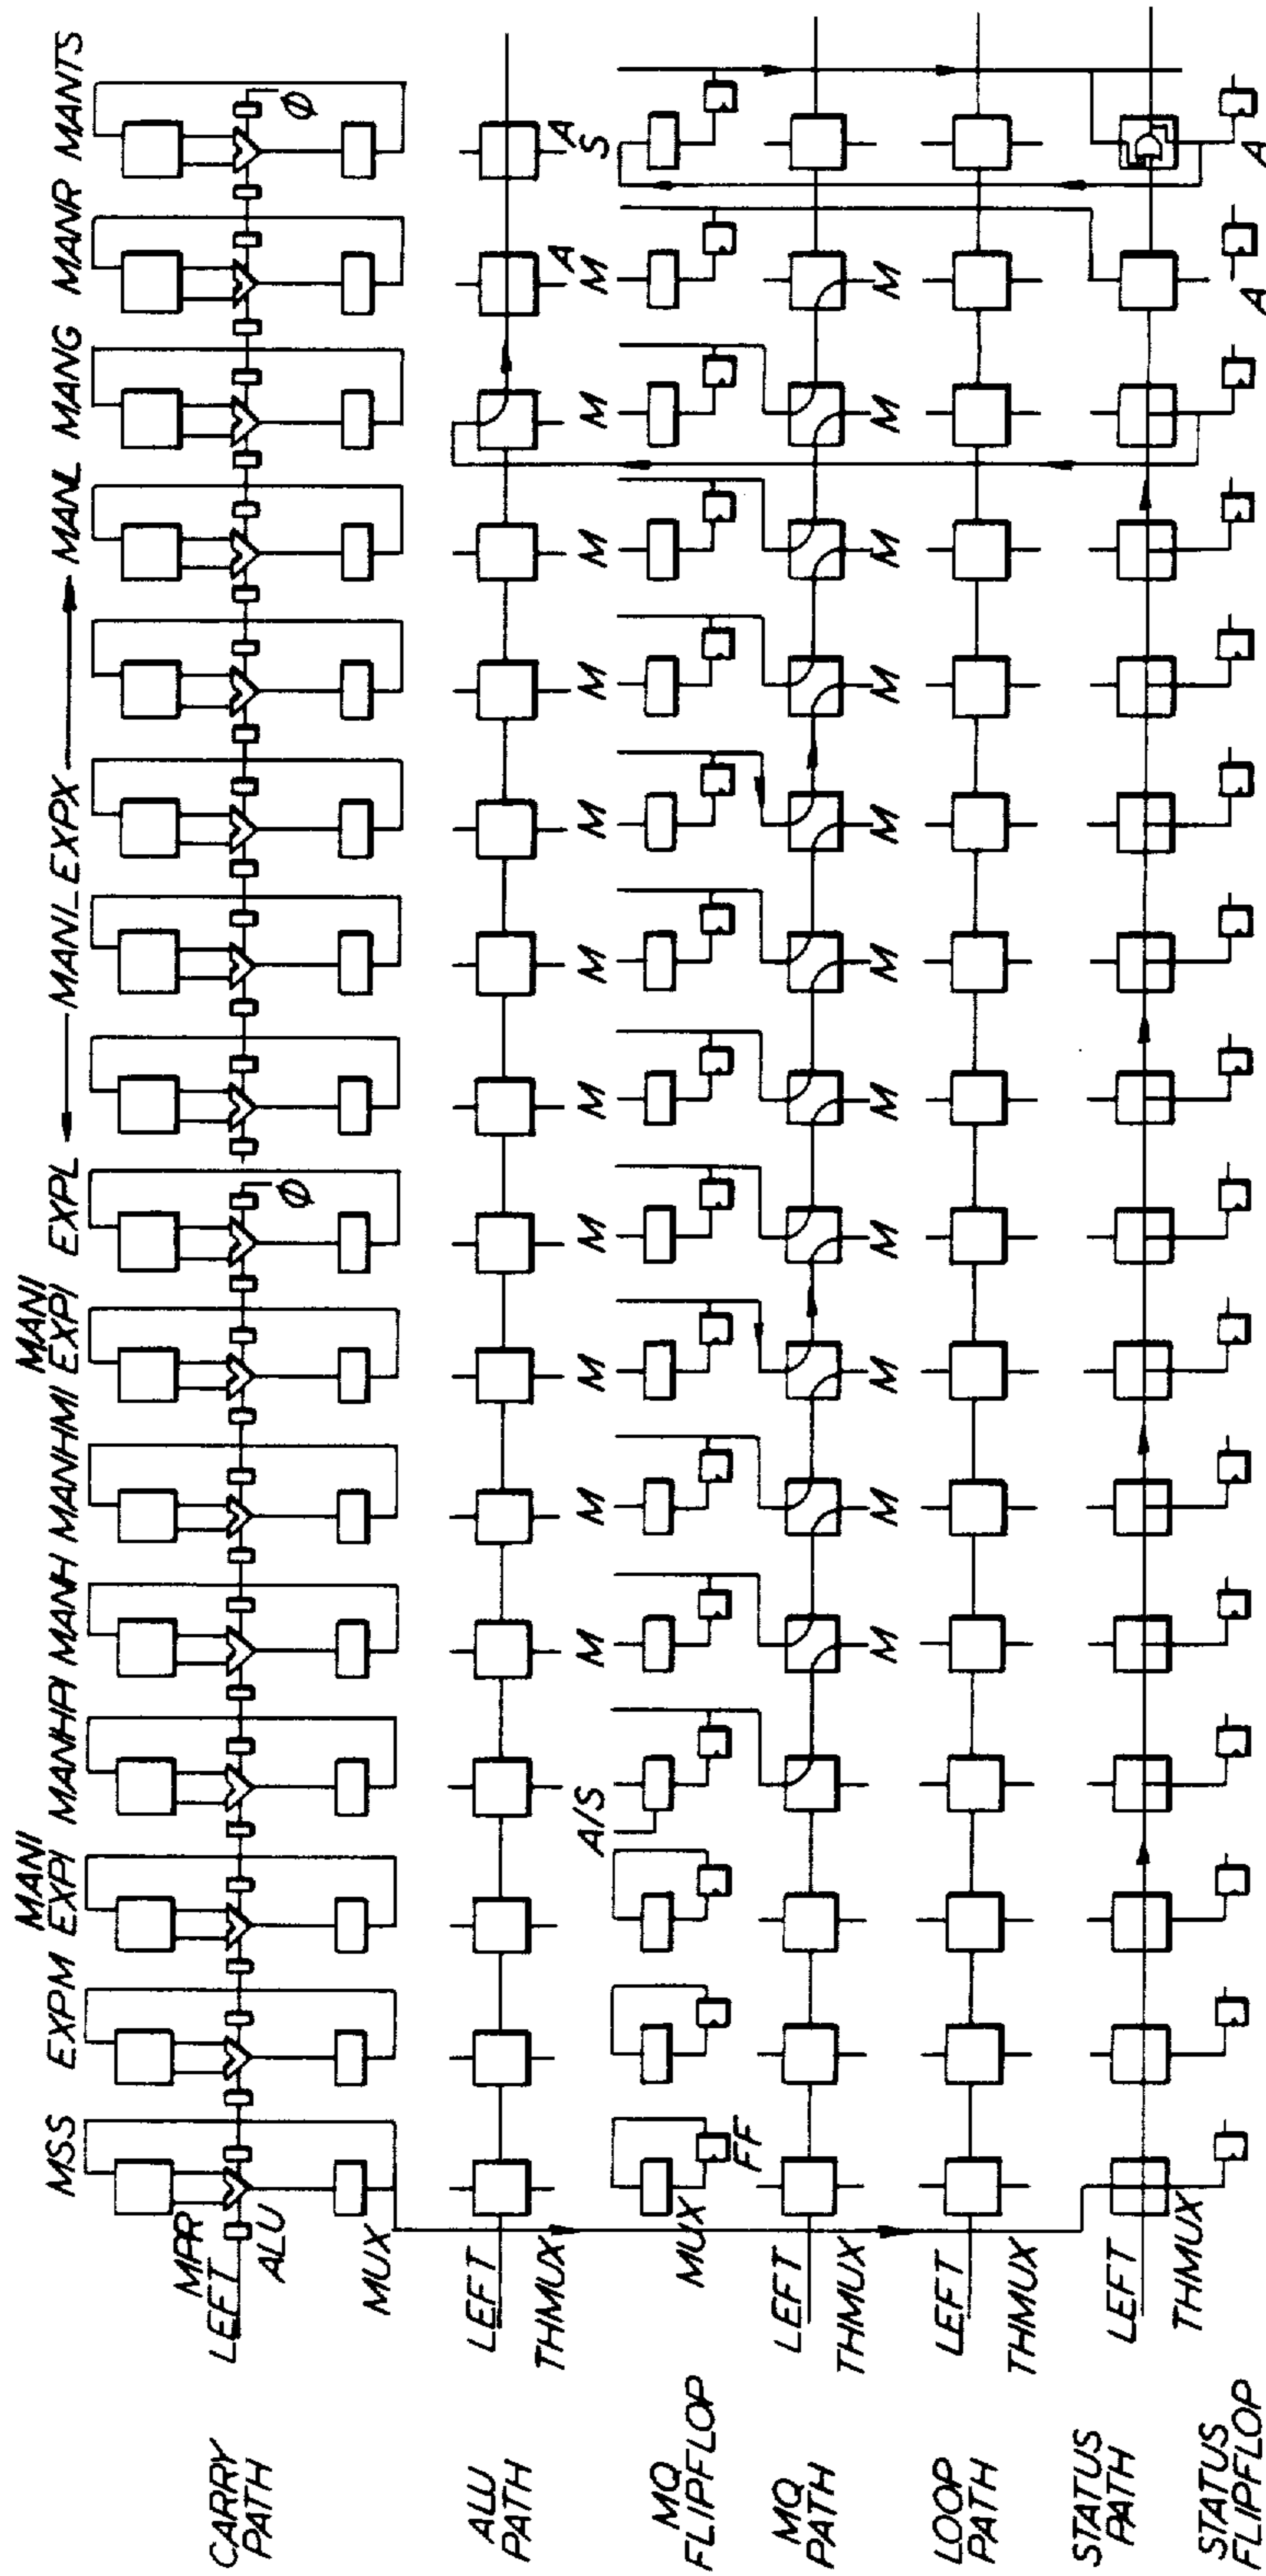 MSS EXPM MANI EXPI MANHPI MANH MANHMI MANI EXPI EXPL ← MANI_EXPX → MANL MANG MANR MANTS
CARRY PATH
MPR
LEFT
ALU
Ø Ø
MUX
ALU PATH
LEFT
THMUX
A A
A/S M M M M M M M M M M M S
MQ FLIPFLOP
MUX
FF
MQ PATH
LEFT
THMUX
M M M M M M M M M M M
LOOP PATH
LEFT
THMUX
STATUS PATH
LEFT
THMUX
STATUS FLIPFLOP
A A